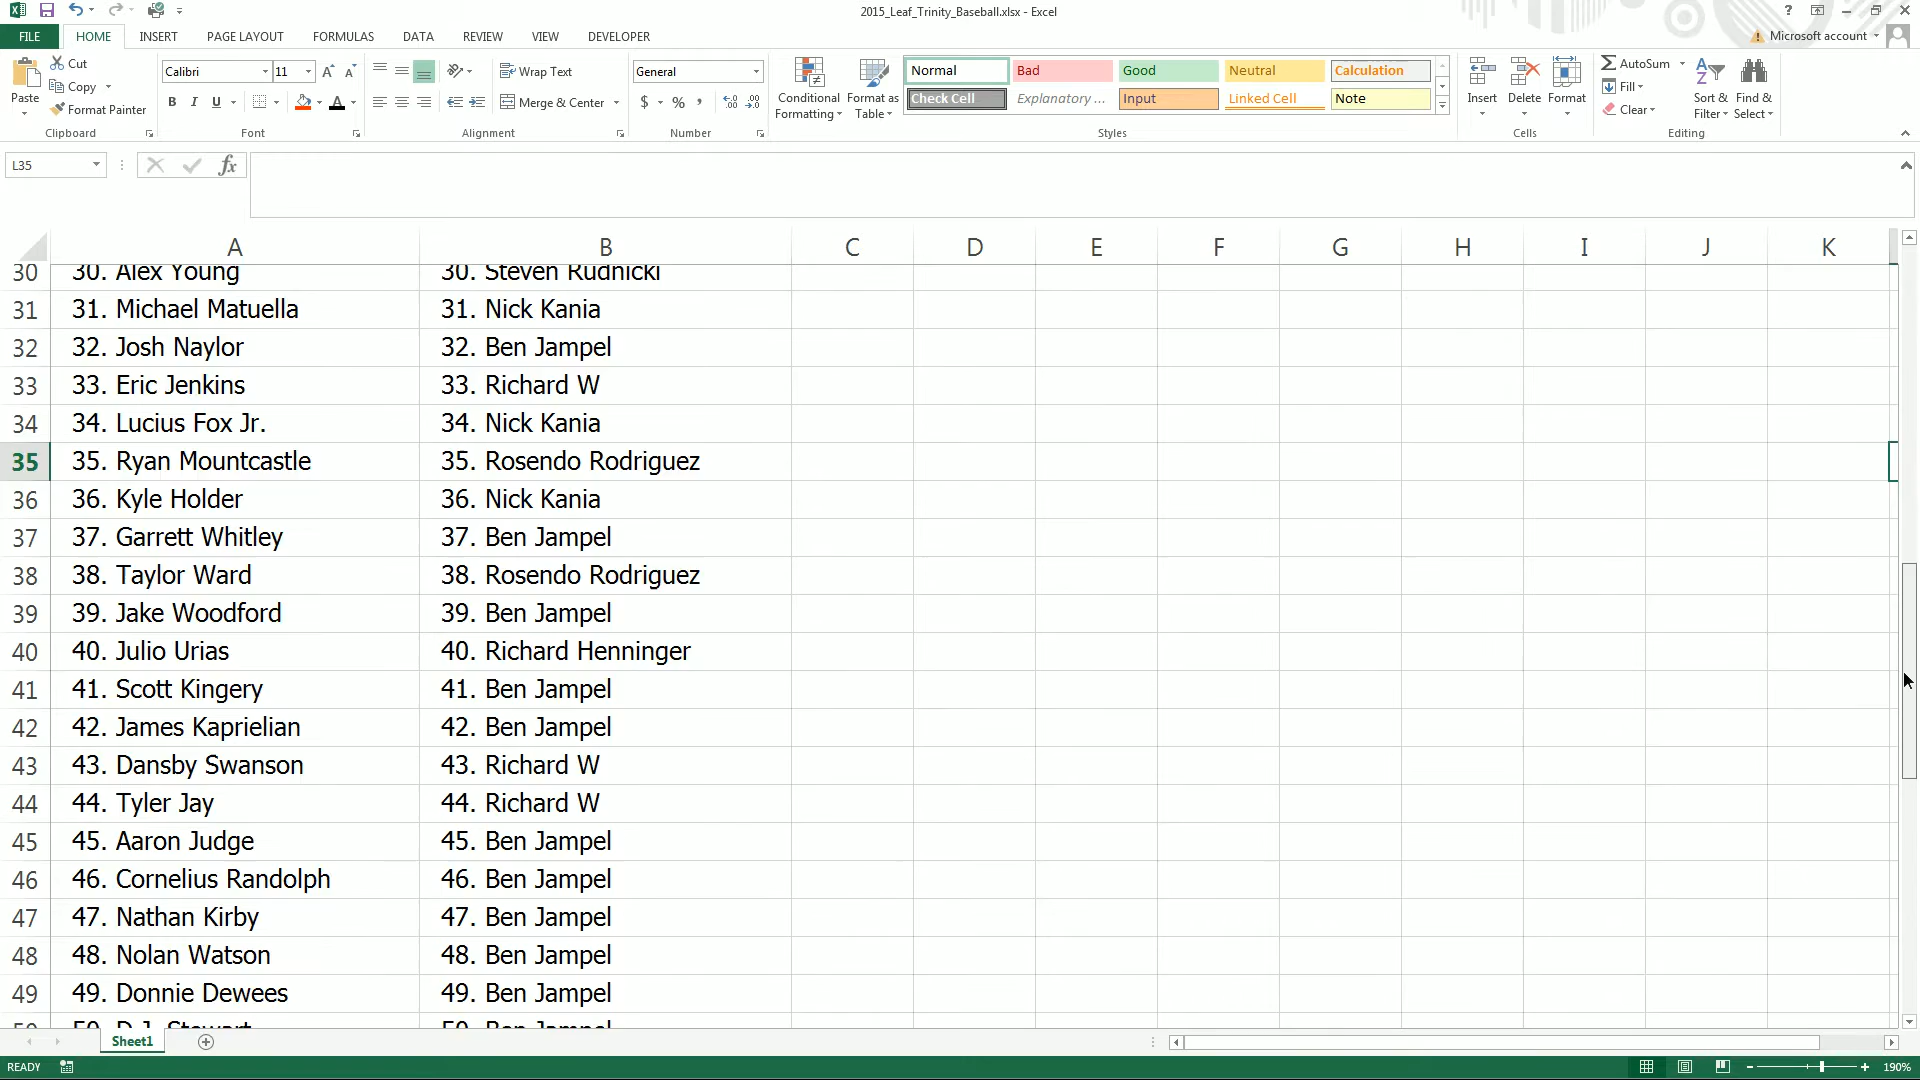 2015_Leaf_Trinity_Baseball.xlsx - Excel
FILE HOME INSERT PAGE LAYOUT FORMULAS DATA REVIEW VIEW DEVELOPER Microsoft account
Paste
Cut
Copy
Format Painter
Clipboard
Calibri 11
B I U
Font
Wrap Text
Merge & Center
Alignment
General
$ % ,
Number
Conditional Formatting
Format as Table
Normal Bad Good Neutral Calculation
Check Cell Explanatory ... Input Linked Cell Note
Styles
Insert Delete Format
Cells
AutoSum
Fill
Clear
Sort & Filter
Find & Select
Editing
L35 fx
A B C D E F G H I J K
30 30. Alex Young 30. Steven Rudnicki
31 31. Michael Matuella 31. Nick Kania
32 32. Josh Naylor 32. Ben Jampel
33 33. Eric Jenkins 33. Richard W
34 34. Lucius Fox Jr. 34. Nick Kania
35 35. Ryan Mountcastle 35. Rosendo Rodriguez
36 36. Kyle Holder 36. Nick Kania
37 37. Garrett Whitley 37. Ben Jampel
38 38. Taylor Ward 38. Rosendo Rodriguez
39 39. Jake Woodford 39. Ben Jampel
40 40. Julio Urias 40. Richard Henninger
41 41. Scott Kingery 41. Ben Jampel
42 42. James Kaprielian 42. Ben Jampel
43 43. Dansby Swanson 43. Richard W
44 44. Tyler Jay 44. Richard W
45 45. Aaron Judge 45. Ben Jampel
46 46. Cornelius Randolph 46. Ben Jampel
47 47. Nathan Kirby 47. Ben Jampel
48 48. Nolan Watson 48. Ben Jampel
49 49. Donnie Dewees 49. Ben Jampel
50 50. D.J. Stewart 50. Ben Jampel
Sheet1
READY 190%